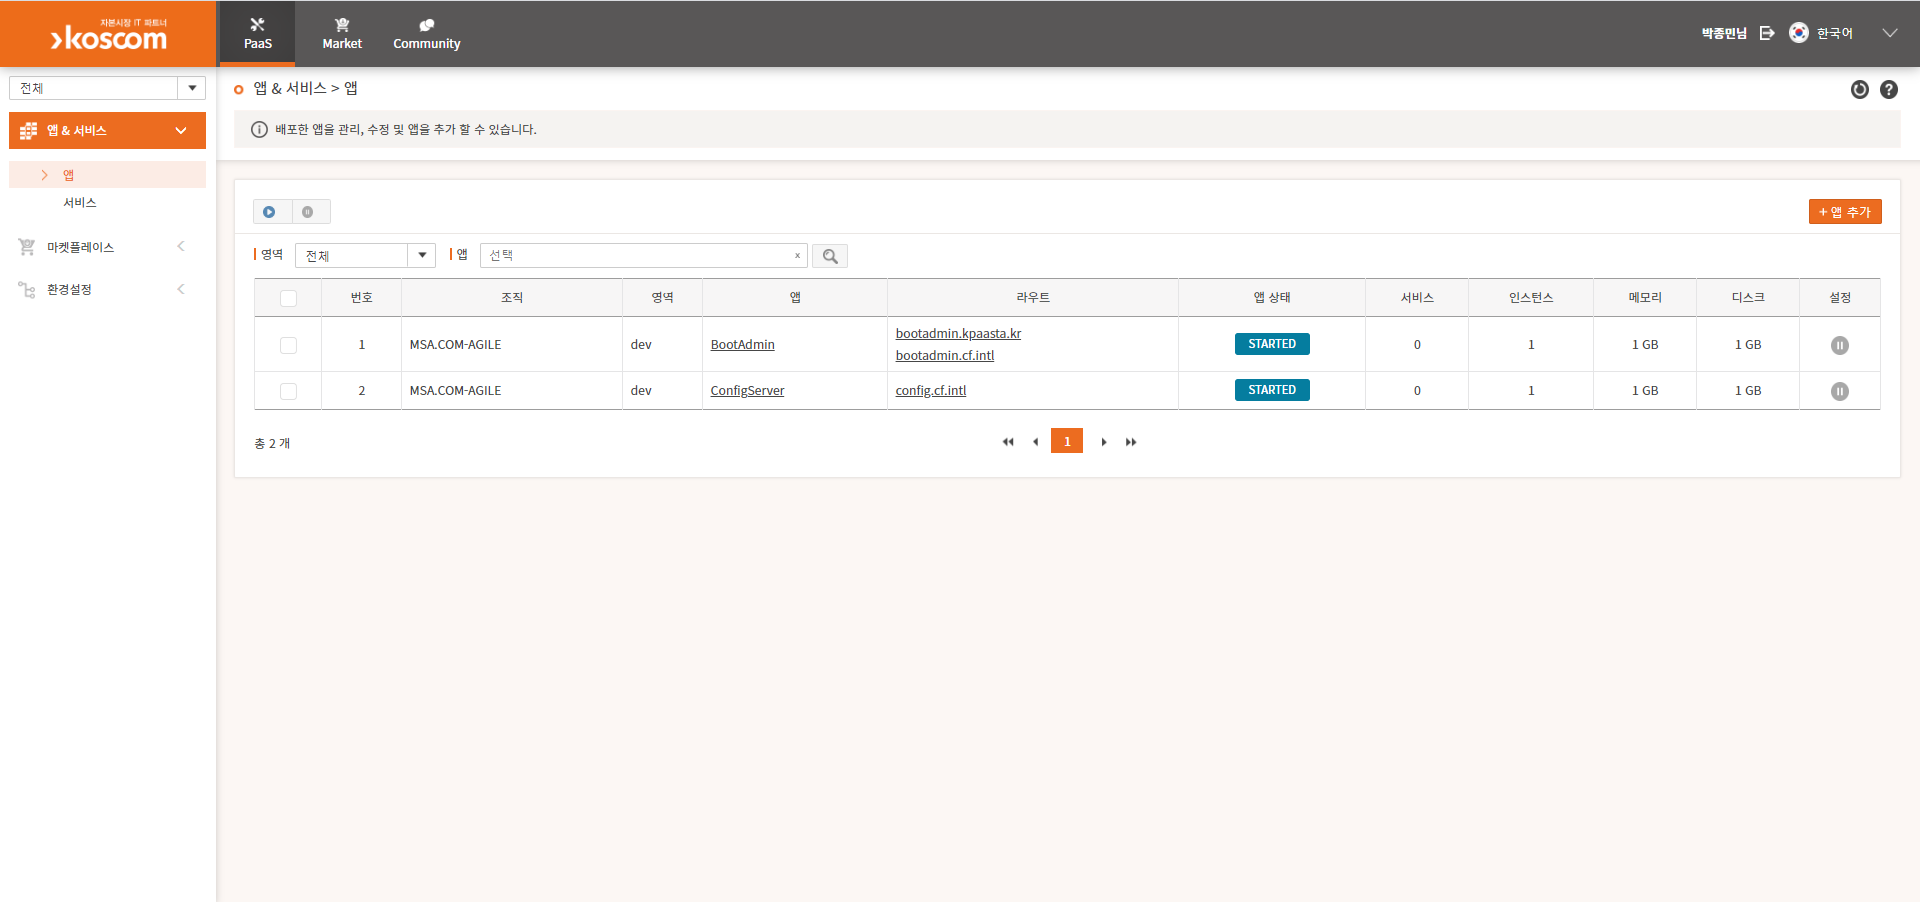 자본시장 IT 파트너
koscom
PaaS
Market
Community
박종민님
한국어
전체
앱 & 서비스
앱
서비스
마켓플레이스
환경설정
앱 & 서비스 > 앱
배포한 앱을 관리, 수정 및 앱을 추가 할 수 있습니다.
+ 앱 추가
영역 전체 앱 선택 x
번호 조직 영역 앱 라우트 앱 상태 서비스 인스턴스 메모리 디스크 설정
1 MSA.COM-AGILE dev BootAdmin bootadmin.kpaasta.kr STARTED 0 1 1 GB 1 GB
bootadmin.cf.intl
2 MSA.COM-AGILE dev ConfigServer config.cf.intl STARTED 0 1 1 GB 1 GB
총 2 개
1